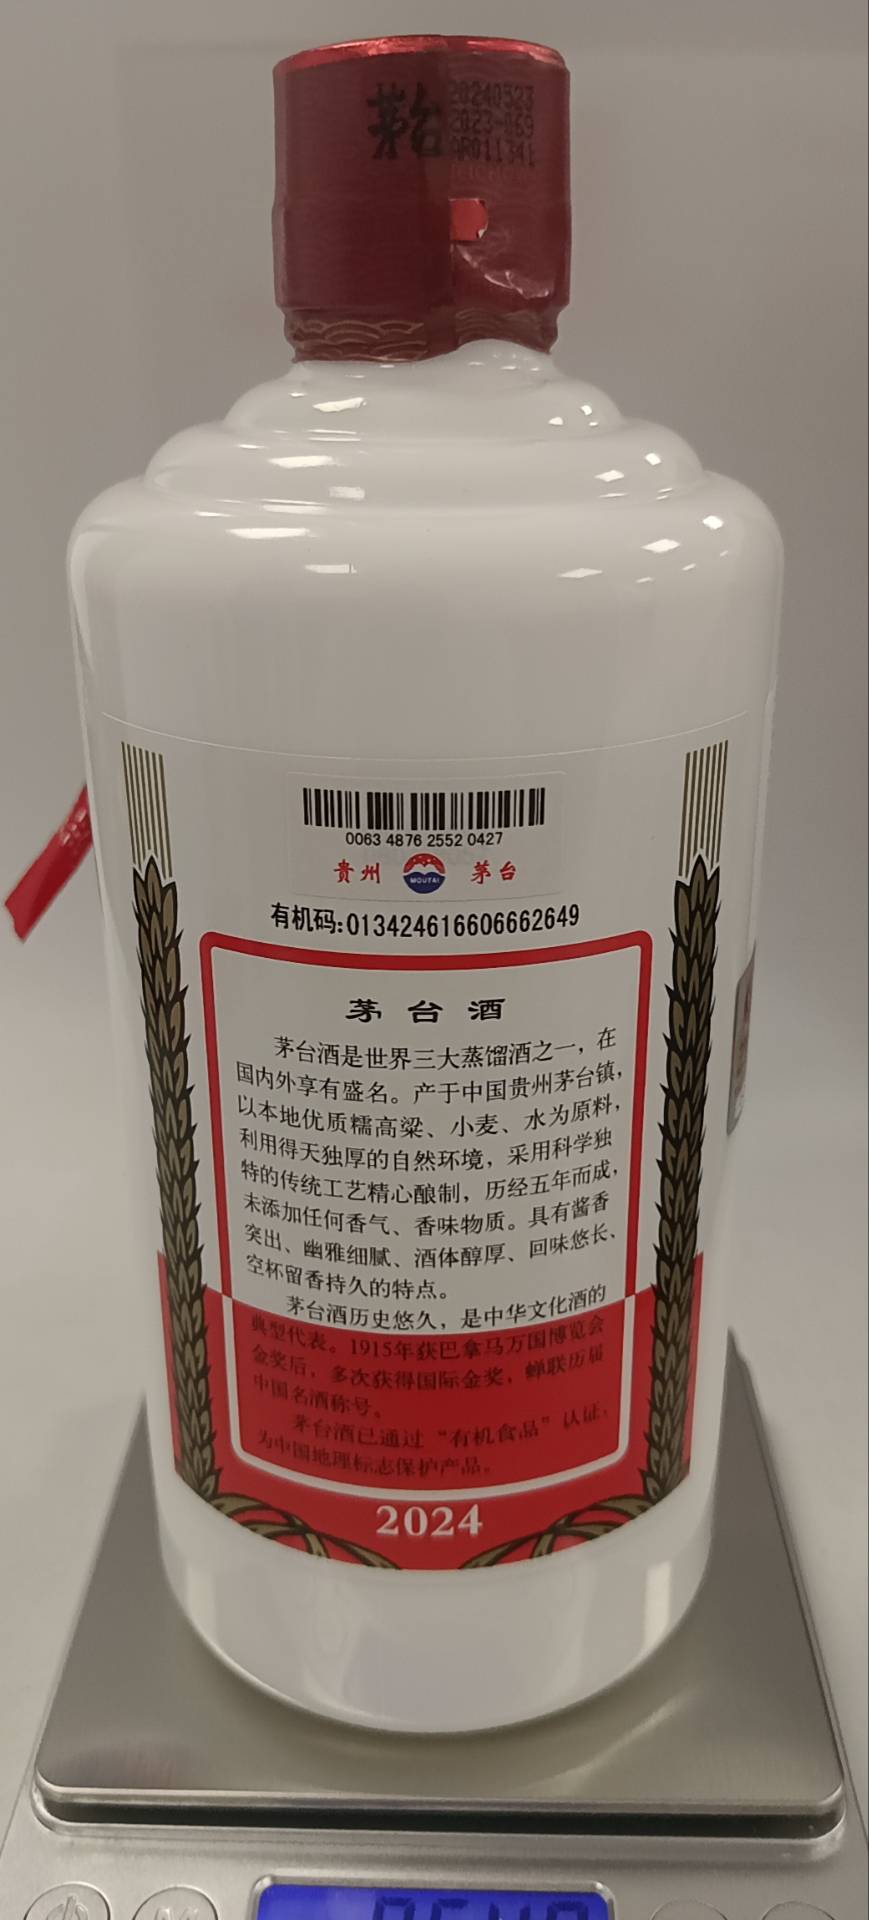 茅台
20240323
2023-069
AR011341
0063 4876 2552 0427
贵州 MOUTAI 茅台
有机码:013424616606662649
茅台酒
茅台酒是世界三大蒸馏酒之一，在
国内外享有盛名。产于中国贵州茅台镇，
以本地优质糯高粱、小麦、水为原料，
利用得天独厚的自然环境，采用科学独
特的传统工艺精心酿制，历经五年而成，
未添加任何香气、香味物质。具有酱香
突出、幽雅细腻、酒体醇厚、回味悠长、
空杯留香持久的特点。
茅台酒历史悠久，是中华文化酒的
典型代表。1915年获巴拿马万国博览会
金奖后，多次获得国际金奖，蝉联历届
中国名酒称号。
茅台酒已通过“有机食品”认证，
为中国地理标志保护产品。
2024